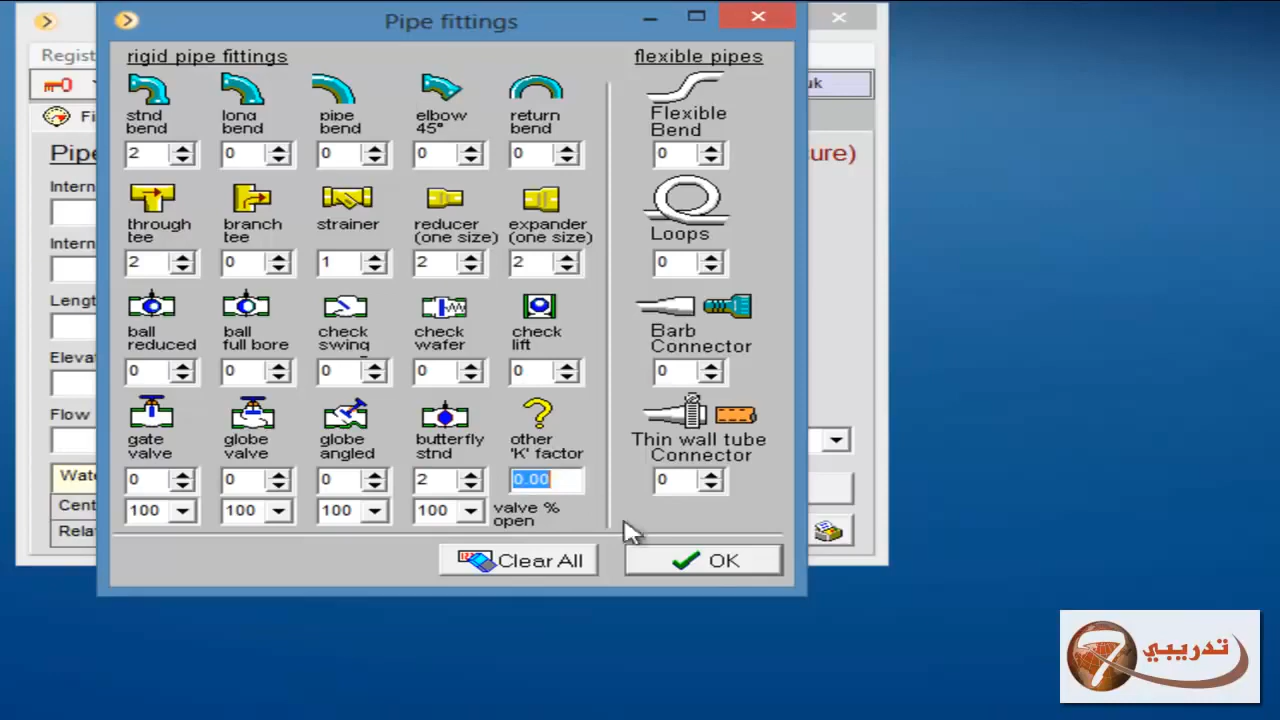 Pipe fittings
Regist
uk
Fi
Pipe
ure)
Intern
Intern
Length
Elevat
Flow
Wate
Cent
Relat
rigid pipe fittings
flexible pipes
stnd bend
long bend
pipe bend
elbow 45°
return bend
2 0 0 0 0
Flexible Bend
0
through tee
branch tee
strainer
reducer (one size)
expander (one size)
2 0 1 2 2
Loops
0
ball reduced
ball full bore
check swing
check wafer
check lift
0 0 0 0 0
Barb Connector
0
gate valve
globe valve
globe angled
butterfly stnd
other 'K' factor
0 0 0 2 0.00
100 100 100 100 valve % open
Thin wall tube Connector
0
Clear All
OK
تدريبي
7